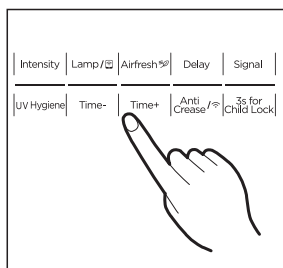 Intensity Lamp/ Airfresh Delay Signal
UV Hygiene Time- Time+ Anti Crease/ 3s for Child Lock